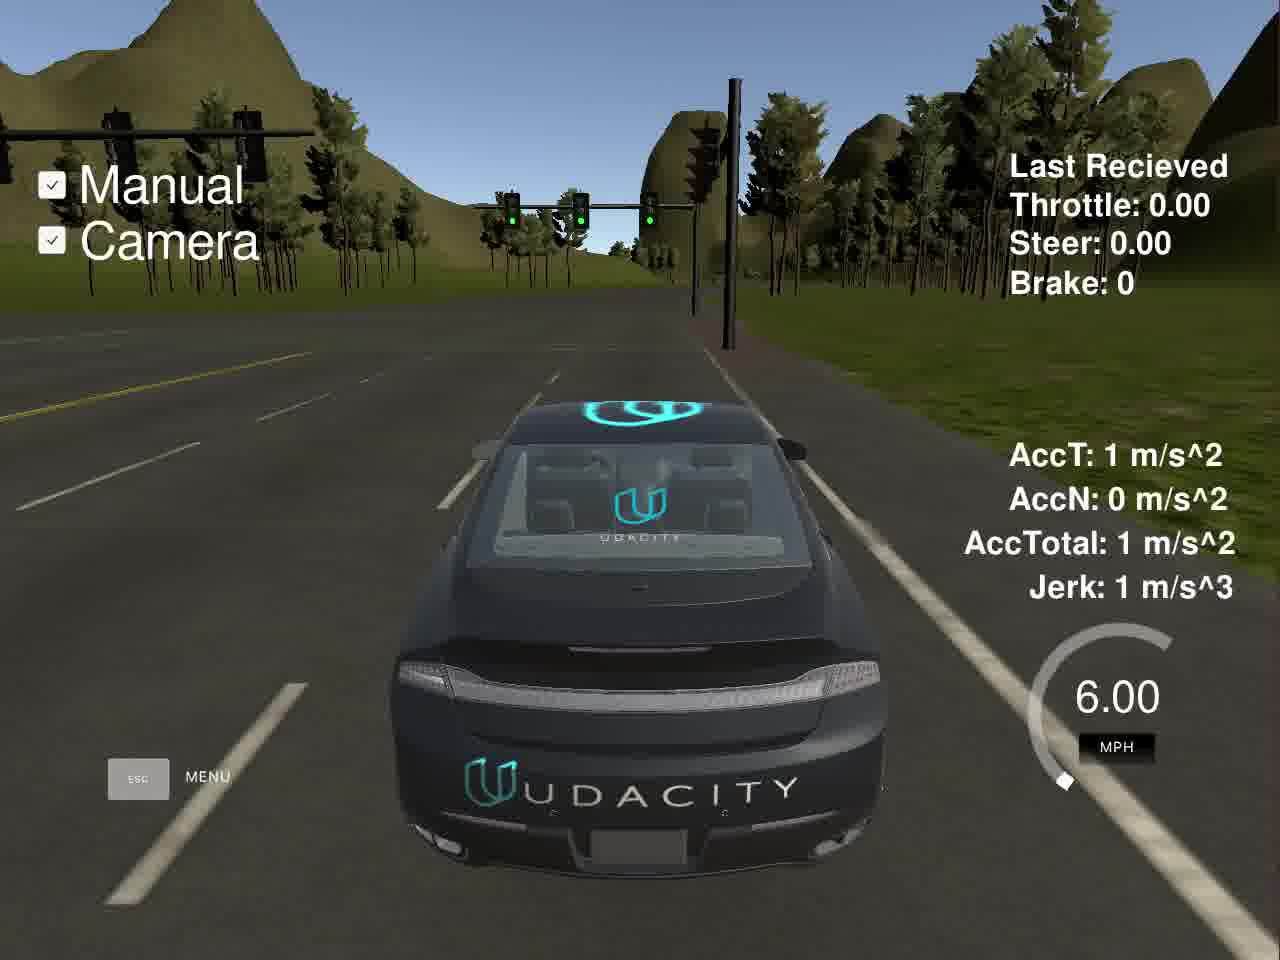 Manual
Camera
Last Recieved
Throttle: 0.00
Steer: 0.00
Brake: 0
AccT: 1 m/s^2
AccN: 0 m/s^2
AccTotal: 1 m/s^2
Jerk: 1 m/s^3
6.00
MPH
ESC
MENU
UDACITY
UDACITY